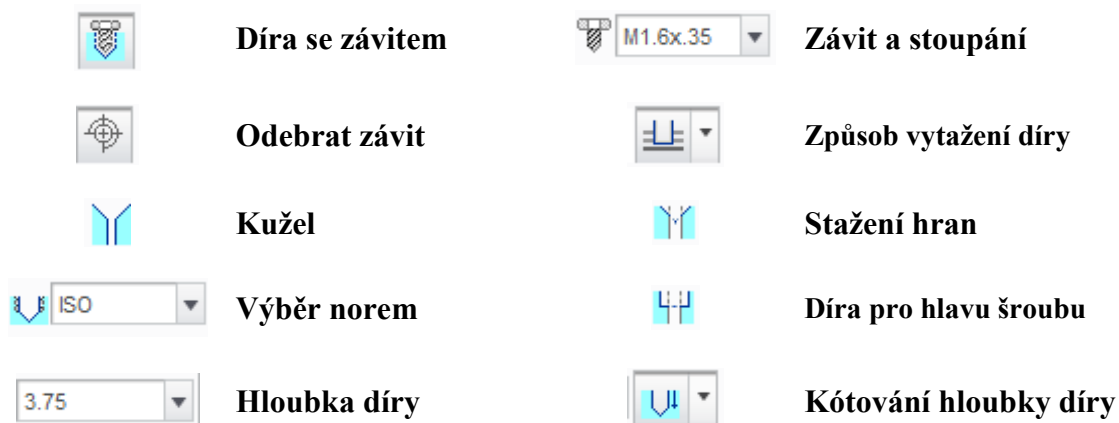 Díra se závitem
M1.6x.35
Závit a stoupání
Odebrat závit
Způsob vytažení díry
Kužel
Stažení hran
ISO
Výběr norem
Díra pro hlavu šroubu
3.75
Hloubka díry
Kótování hloubky díry